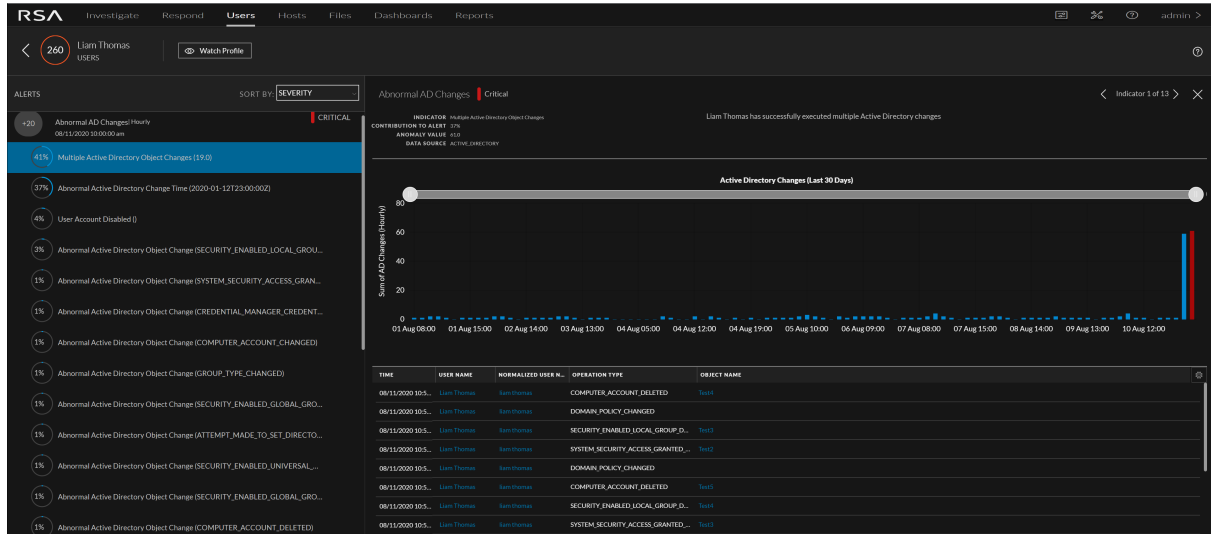 RSA Investigate Respond Users Hosts Files Dashboards Reports admin >
260 Liam Thomas
USERS
Watch Profile
ALERTS SORT BY: SEVERITY
+20 Abnormal AD Changes| Hourly CRITICAL
08/11/2020 10:00:00 am
41% Multiple Active Directory Object Changes (19.0)
37% Abnormal Active Directory Change Time (2020-01-12T23:00:00Z)
4% User Account Disabled ()
3% Abnormal Active Directory Object Change (SECURITY_ENABLED_LOCAL_GROU...
1% Abnormal Active Directory Object Change (SYSTEM_SECURITY_ACCESS_GRAN...
1% Abnormal Active Directory Object Change (CREDENTIAL_MANAGER_CREDENT...
1% Abnormal Active Directory Object Change (COMPUTER_ACCOUNT_CHANGED)
1% Abnormal Active Directory Object Change (GROUP_TYPE_CHANGED)
1% Abnormal Active Directory Object Change (SECURITY_ENABLED_GLOBAL_GRO...
1% Abnormal Active Directory Object Change (ATTEMPT_MADE_TO_SET_DIRECTO...
1% Abnormal Active Directory Object Change (SECURITY_ENABLED_UNIVERSAL_...
1% Abnormal Active Directory Object Change (SECURITY_ENABLED_GLOBAL_GRO...
1% Abnormal Active Directory Object Change (COMPUTER_ACCOUNT_DELETED)
Abnormal AD Changes Critical < Indicator 1 of 13 >
INDICATOR Multiple Active Directory Object Changes
CONTRIBUTION TO ALERT 37%
ANOMALY VALUE 61.0
DATA SOURCE ACTIVE_DIRECTORY
Liam Thomas has successfully executed multiple Active Directory changes
Active Directory Changes (Last 30 Days)
Sum of AD Changes (Hourly)
80
60
40
20
0
01 Aug 08:00 01 Aug 15:00 02 Aug 14:00 03 Aug 13:00 04 Aug 05:00 04 Aug 12:00 04 Aug 19:00 05 Aug 10:00 06 Aug 09:00 07 Aug 08:00 07 Aug 15:00 08 Aug 14:00 09 Aug 13:00 10 Aug 12:00
TIME USER NAME NORMALIZED USER N... OPERATION TYPE OBJECT NAME
08/11/2020 10:5... Liam Thomas liam thomas COMPUTER_ACCOUNT_DELETED Test4
08/11/2020 10:5... Liam Thomas liam thomas DOMAIN_POLICY_CHANGED
08/11/2020 10:5... Liam Thomas liam thomas SECURITY_ENABLED_LOCAL_GROUP_D... Test3
08/11/2020 10:5... Liam Thomas liam thomas SYSTEM_SECURITY_ACCESS_GRANTED_... Test2
08/11/2020 10:5... Liam Thomas liam thomas DOMAIN_POLICY_CHANGED
08/11/2020 10:5... Liam Thomas liam thomas COMPUTER_ACCOUNT_DELETED Test5
08/11/2020 10:5... Liam Thomas liam thomas SECURITY_ENABLED_LOCAL_GROUP_D... Test4
08/11/2020 10:5... Liam Thomas liam thomas SYSTEM_SECURITY_ACCESS_GRANTED_... Test3